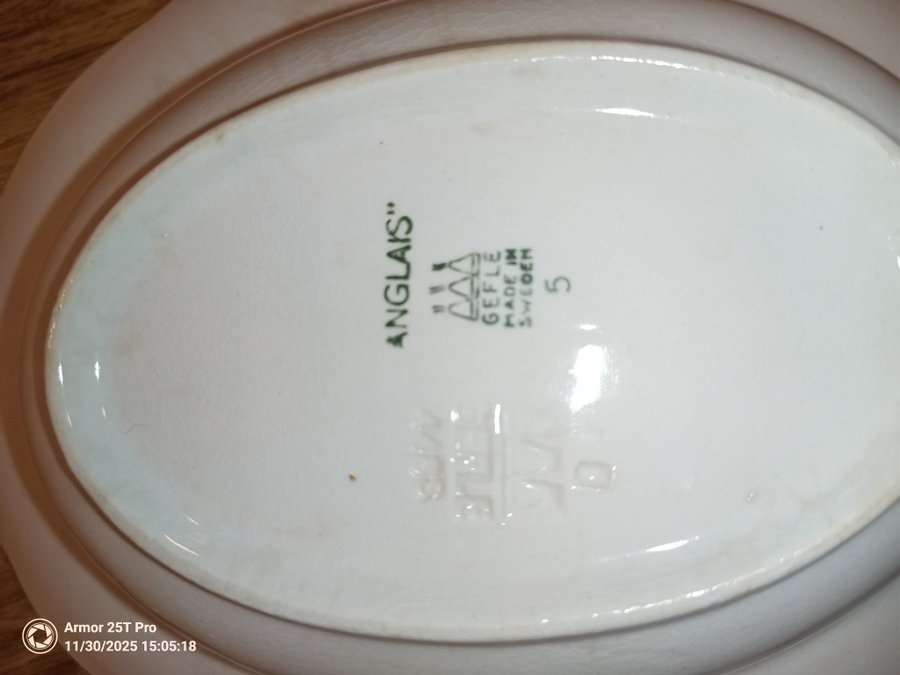 ANGLAIS"
GEFLE
MADE IN
SWEDEN
5
D
Armor 25T Pro
11/30/2025 15:05:18